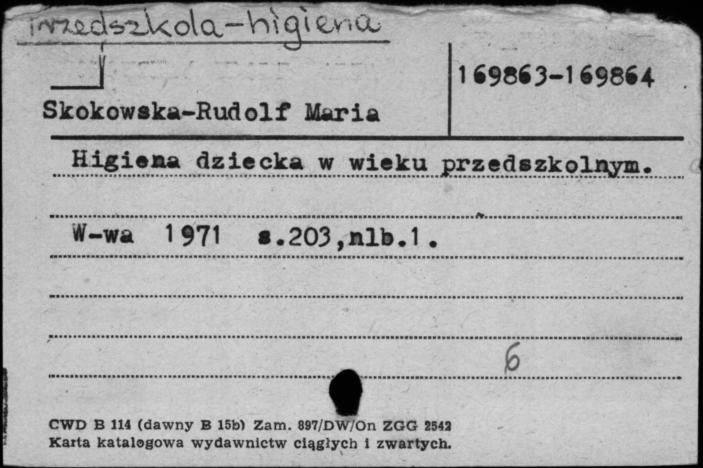 Przedszkola-higiena
169863-169864
Skokowska-Rudolf Maria
Higiena dziecka w wieku przedszkolnym.
W-wa 1971 s.203,nlb.1.
6
CWD B 114 (dawny B 15b) Zam. 897/DW/On ZGG 2542
Karta katalogowa wydawnictw ciągłych i zwartych.